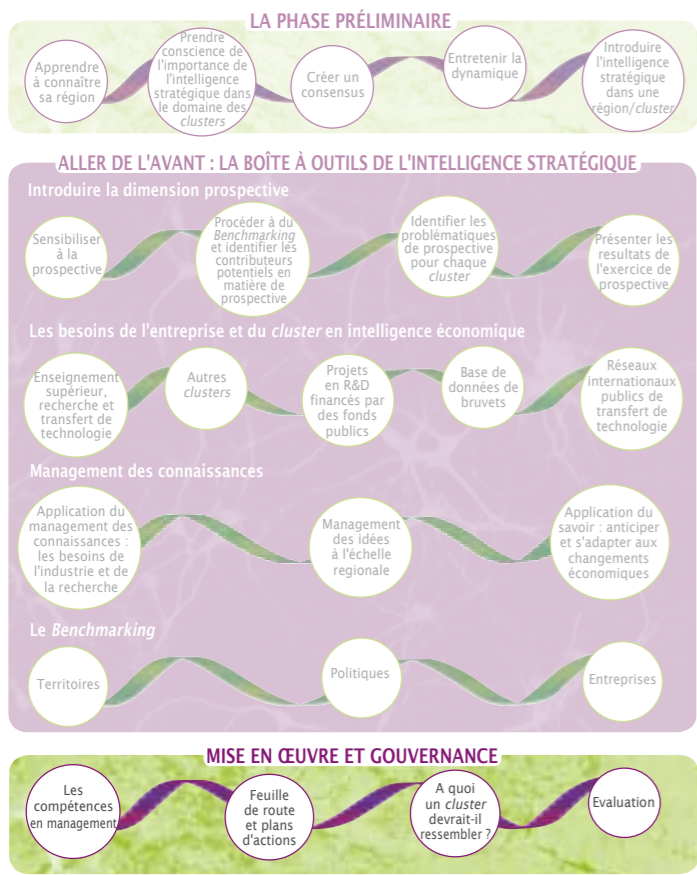 LA PHASE PRÉLIMINAIRE
Apprendre
à connaître
sa région
Prendre
conscience de
l'importance de
l'intelligence
stratégique dans
le domaine des
clusters
Créer un
consensus
Entretenir la
dynamique
Introduire
l'intelligence
stratégique
dans une
région/cluster
ALLER DE L'AVANT : LA BOÎTE À OUTILS DE L'INTELLIGENCE STRATÉGIQUE
Introduire la dimension prospective
Sensibiliser
à la
prospective
Procéder à du
Benchmarking
et identifier les
contributeurs
potentiels en
matière de
prospective
Identifier les
problématiques
de prospective
pour chaque
cluster
Présenter les
resultats de
l'exercice de
prospective
Les besoins de l'entreprise et du cluster en intelligence économique
Enseignement
supérieur,
recherche et
transfert de
technologie
Autres
clusters
Projets
en R&D
financés par
des fonds
publics
Base de
données de
bruvets
Réseaux
internationaux
publics de
transfert de
technologie
Management des connaissances
Application du
management des
connaissances :
les besoins de
l'industrie et de
la recherche
Management
des idées
à l'échelle
regionale
Application du
savoir : anticiper
et s'adapter aux
changements
économiques
Le Benchmarking
Territoires
Politiques
Entreprises
MISE EN ŒUVRE ET GOUVERNANCE
Les
compétences
en management
Feuille
de route
et plans
d'actions
A quoi
un cluster
devrait-il
ressembler ?
Evaluation